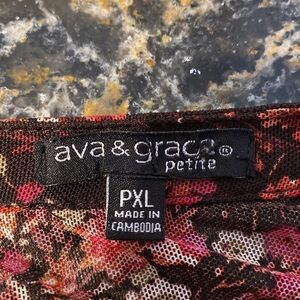 ava & grace®
petite
PXL
MADE IN
CAMBODIA